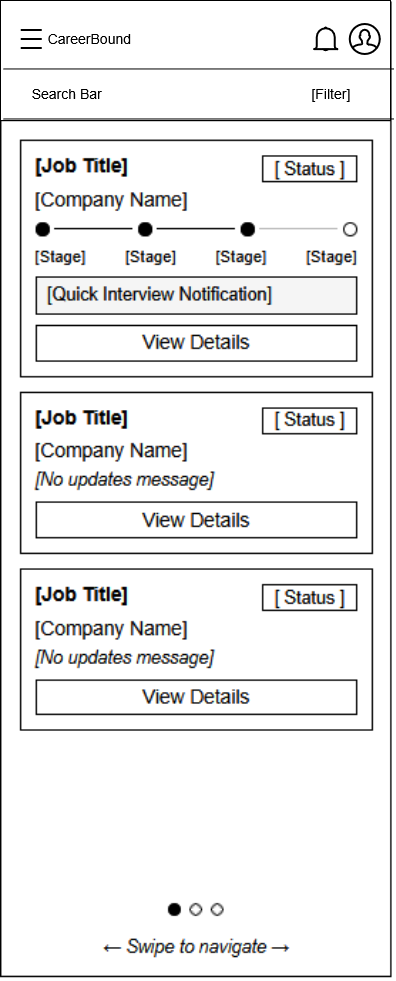 CareerBound
Search Bar [Filter]
[Job Title] [ Status ]
[Company Name]
[Stage] [Stage] [Stage] [Stage]
[Quick Interview Notification]
View Details
[Job Title] [ Status ]
[Company Name]
[No updates message]
View Details
[Job Title] [ Status ]
[Company Name]
[No updates message]
View Details
← Swipe to navigate →